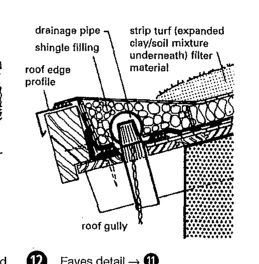 drainage pipe
shingle filling
roof edge
profile
strip turf (expanded
clay/soil mixture
underneath) filter
material
roof gully
d
12 Eaves detail → 11